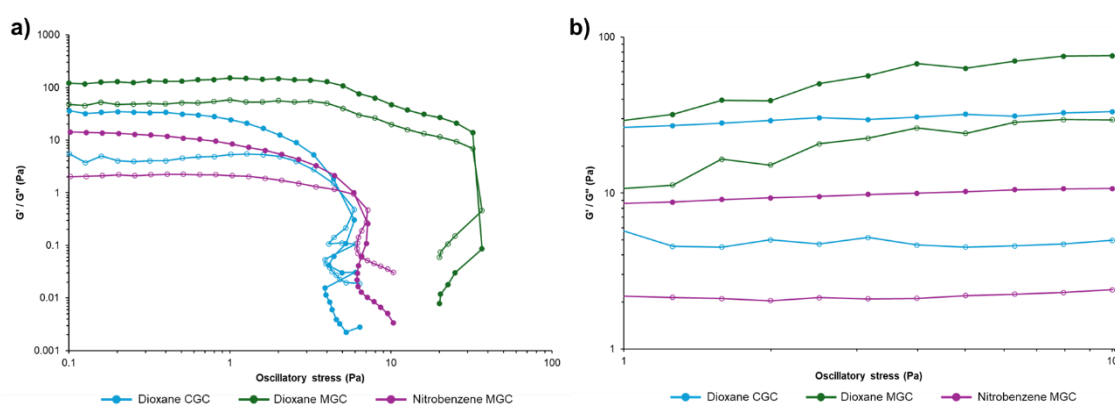 a)
1000
100
10
1
0.1
0.01
0.001
G' / G" (Pa)
0.1
1
10
100
Oscillatory stress (Pa)
Dioxane CGC
Dioxane MGC
Nitrobenzene MGC
b)
100
10
1
G' / G" (Pa)
1
10
Oscillatory stress (Pa)
Dioxane CGC
Dioxane MGC
Nitrobenzene MGC